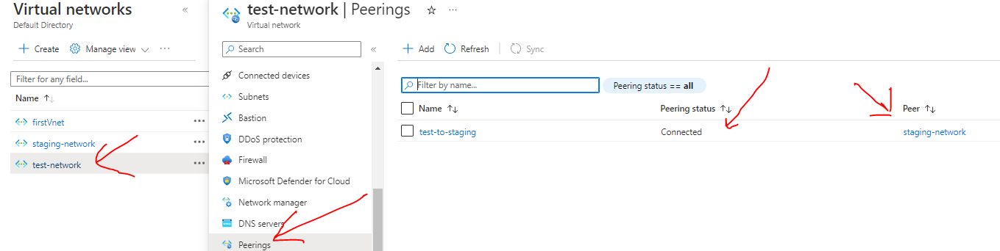 Virtual networks
Default Directory
«
Create
Manage view
...
Filter for any field...
Name
firstVnet
...
staging-network
...
test-network
...
test-network | Peerings
...
Virtual network
Search
«
Connected devices
Subnets
Bastion
DDoS protection
Firewall
Microsoft Defender for Cloud
Network manager
DNS servers
Peerings
Add
Refresh
Sync
Filter by name...
Peering status == all
Name
Peering status
Peer
test-to-staging
Connected
staging-network